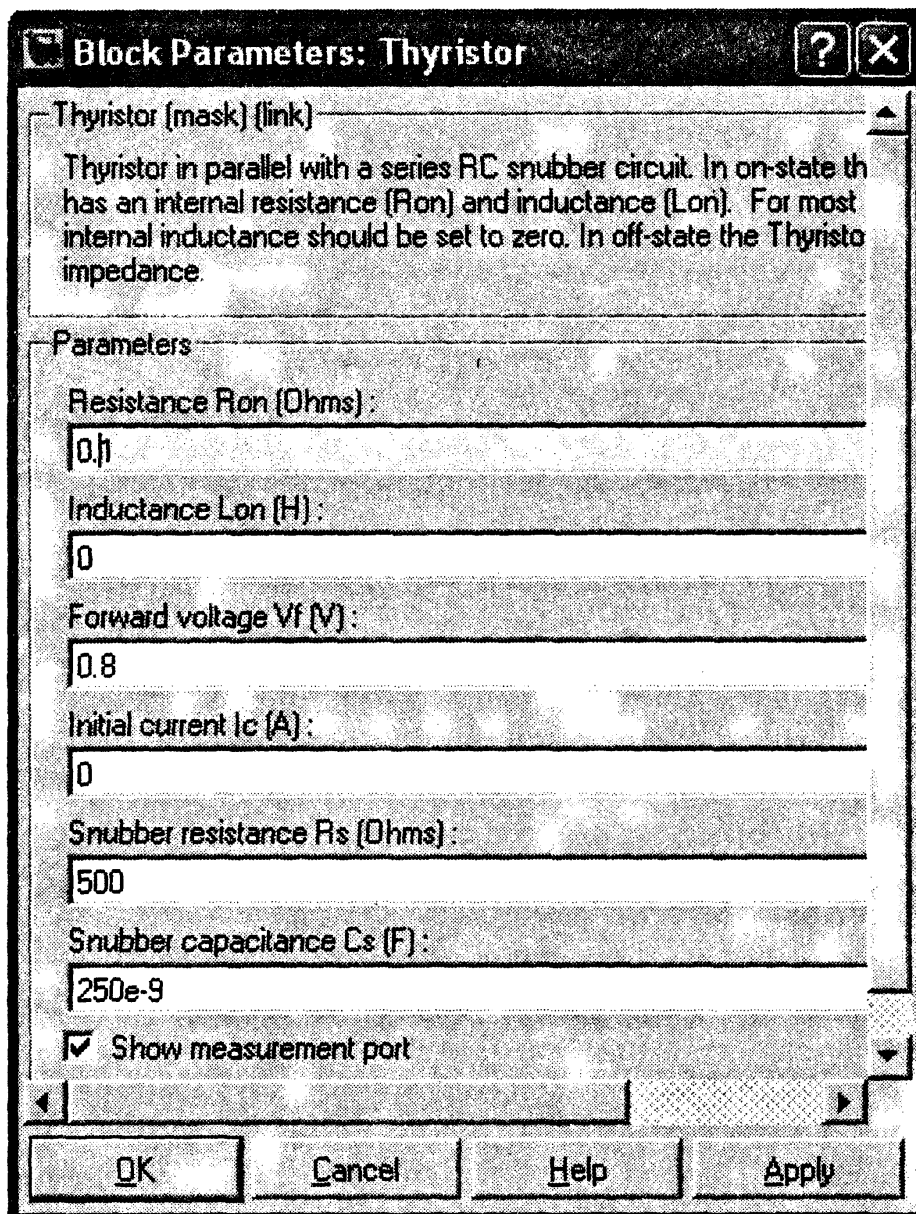 Block Parameters: Thyristor
Thyristor (mask) (link)
Thyristor in parallel with a series RC snubber circuit. In on-state th
has an internal resistance (Ron) and inductance (Lon). For most
internal inductance should be set to zero. In off-state the Thyristo
impedance.
Parameters
Resistance Ron (Ohms) :
0.1
Inductance Lon (H) :
0
Forward voltage Vf (V) :
0.8
Initial current Ic (A) :
0
Snubber resistance Rs (Ohms) :
500
Snubber capacitance Cs (F) :
250e-9
Show measurement port
OK Cancel Help Apply